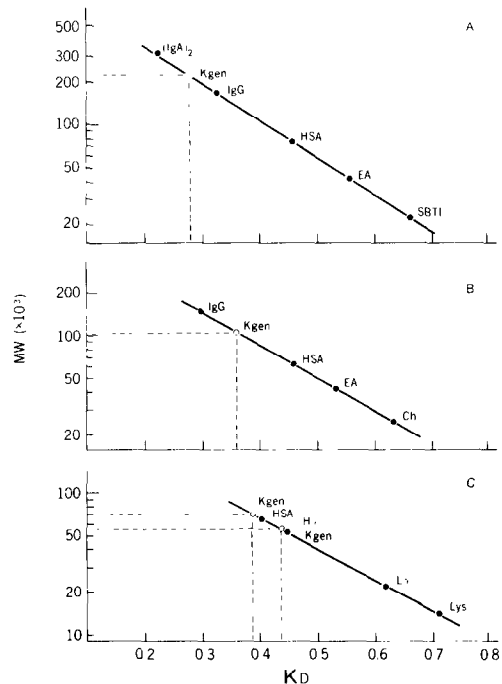 A
500
300
200
100
50
20
(IgA)₂
Kgen
IgG
HSA
EA
SBTI
MW (×10³)
B
200
100
50
20
IgG
Kgen
HSA
EA
Ch
C
100
50
20
10
Kgen
HSA
Kgen
Lys
0.2 0.3 0.4 0.5 0.6 0.7 0.8
KD